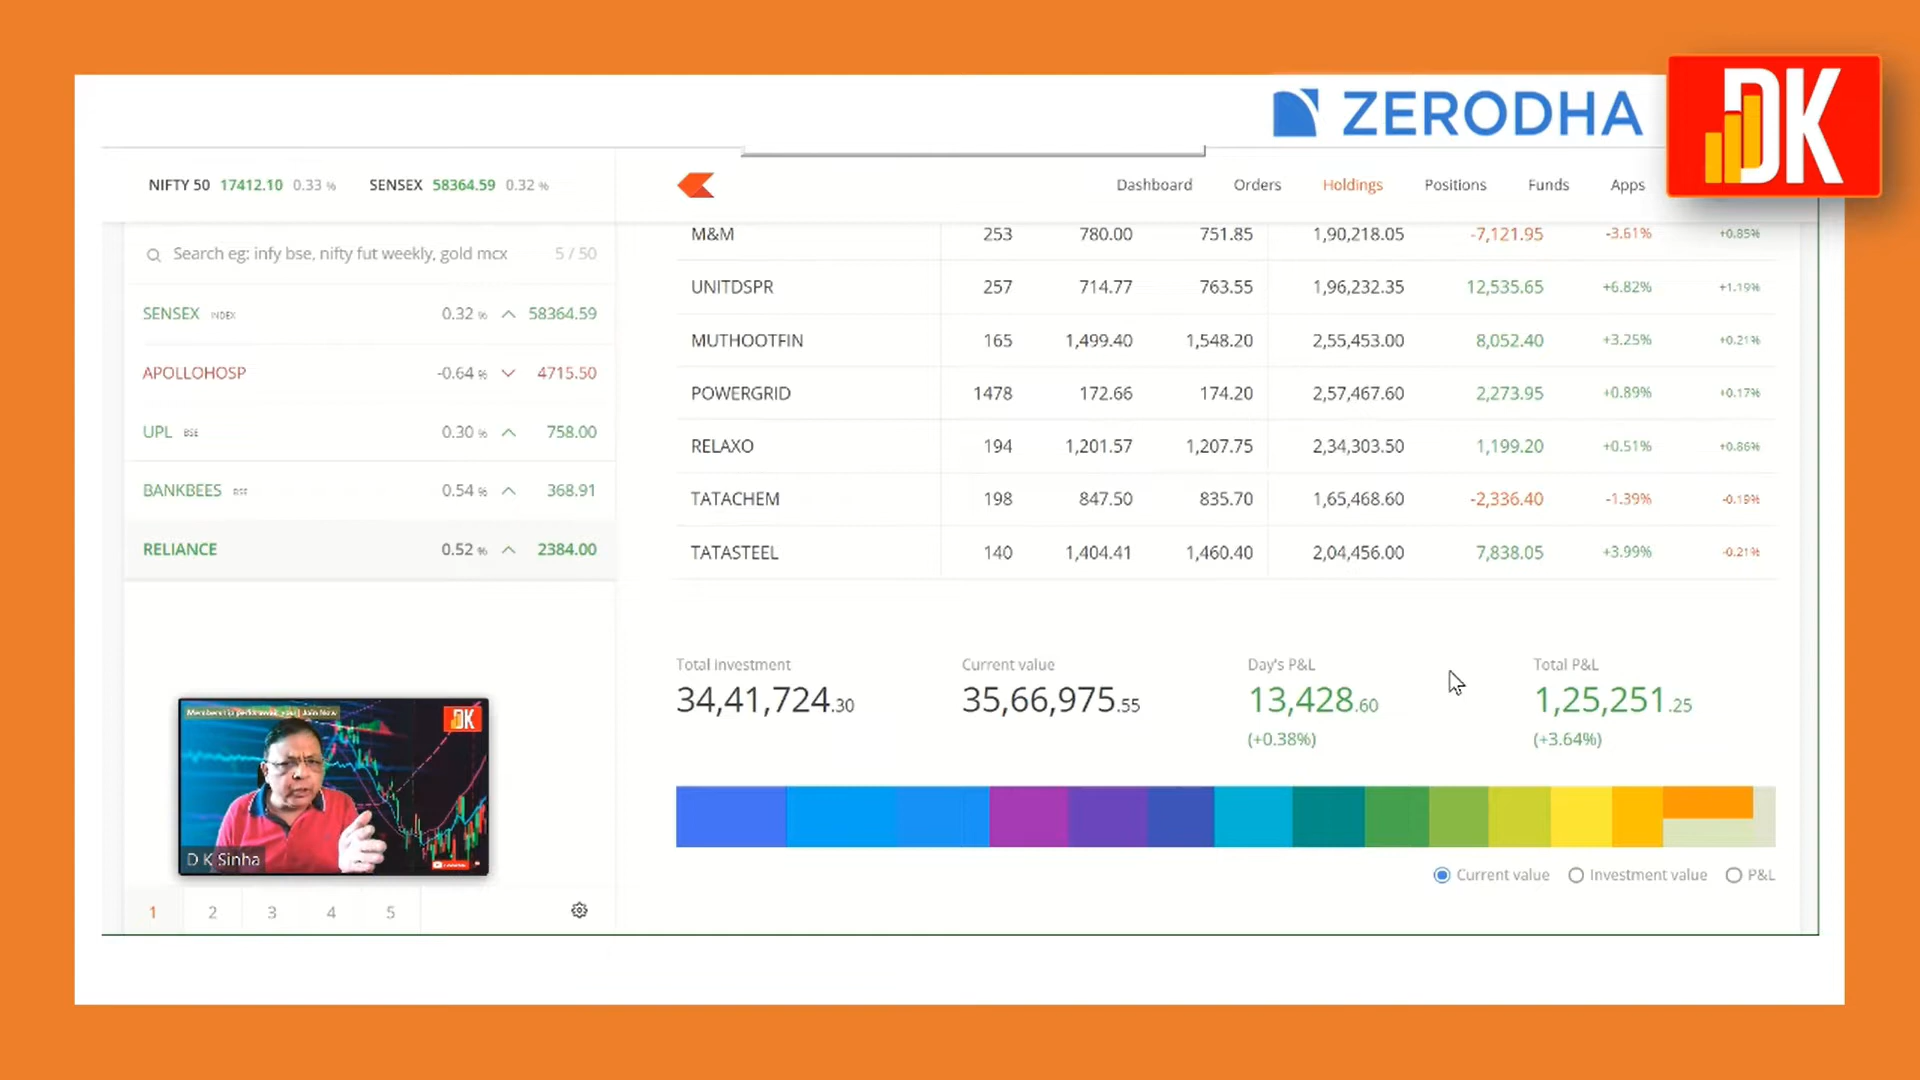 ZERODHA
DK
NIFTY 50 17412.10 0.33 % SENSEX 58364.59 0.32 %
Dashboard Orders Holdings Positions Funds Apps
Search eg: infy bse, nifty fut weekly, gold mcx 5 / 50
SENSEX INDEX 0.32 % 58364.59
APOLLOHOSP -0.64 % 4715.50
UPL BSE 0.30 % 758.00
BANKBEES BSE 0.54 % 368.91
RELIANCE 0.52 % 2384.00
M&M 253 780.00 751.85 1,90,218.05 -7,121.95 -3.61% +0.85%
UNITDSPR 257 714.77 763.55 1,96,232.35 12,535.65 +6.82% +1.19%
MUTHOOTFIN 165 1,499.40 1,548.20 2,55,453.00 8,052.40 +3.25% +0.21%
POWERGRID 1478 172.66 174.20 2,57,467.60 2,273.95 +0.89% +0.17%
RELAXO 194 1,201.57 1,207.75 2,34,303.50 1,199.20 +0.51% +0.86%
TATACHEM 198 847.50 835.70 1,65,468.60 -2,336.40 -1.39% -0.19%
TATASTEEL 140 1,404.41 1,460.40 2,04,456.00 7,838.05 +3.99% -0.21%
Total investment Current value Day's P&L Total P&L
34,41,724.30 35,66,975.55 13,428.60 1,25,251.25
(+0.38%) (+3.64%)
Current value Investment value P&L
DK
D K Sinha
1 2 3 4 5